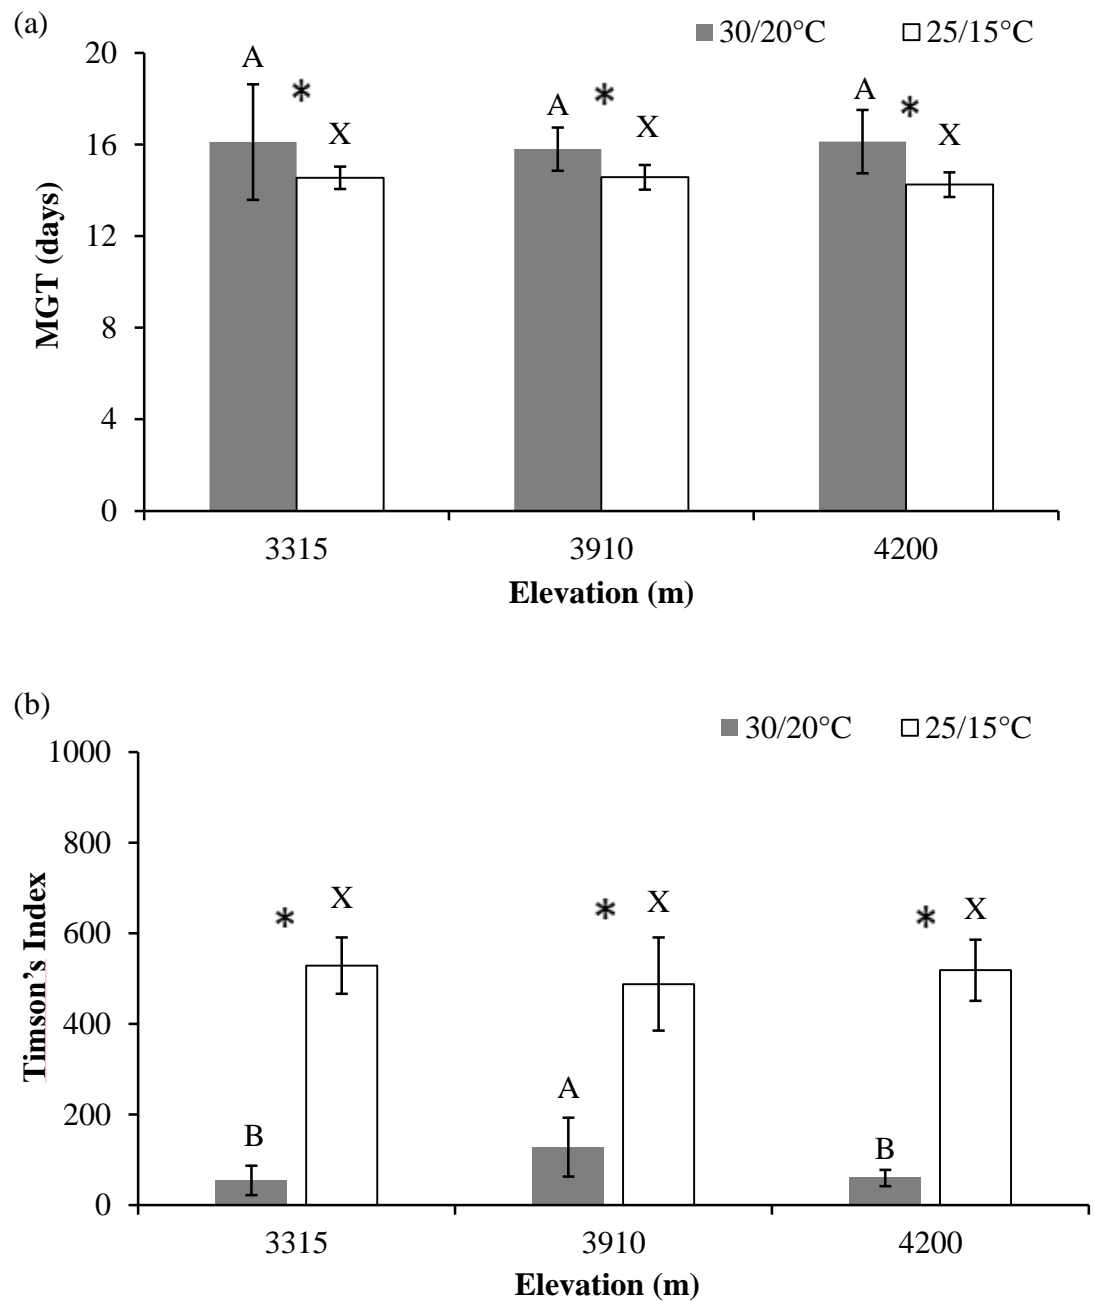 (a)
30/20°C 25/15°C
20
16
12
8
4
0
MGT (days)
A * X
A * X
A * X
3315 3910 4200
Elevation (m)
(b)
30/20°C 25/15°C
1000
800
600
400
200
0
Timson’s Index
B * X
A * X
B * X
3315 3910 4200
Elevation (m)